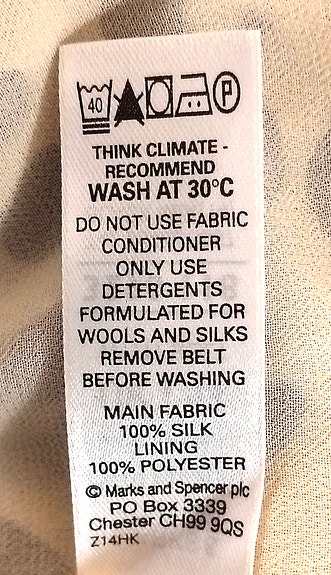 40 P
THINK CLIMATE -
RECOMMEND
WASH AT 30°C
DO NOT USE FABRIC
CONDITIONER
ONLY USE
DETERGENTS
FORMULATED FOR
WOOLS AND SILKS
REMOVE BELT
BEFORE WASHING
MAIN FABRIC
100% SILK
LINING
100% POLYESTER
© Marks and Spencer plc
PO Box 3339
Chester CH99 9QS
Z14HK